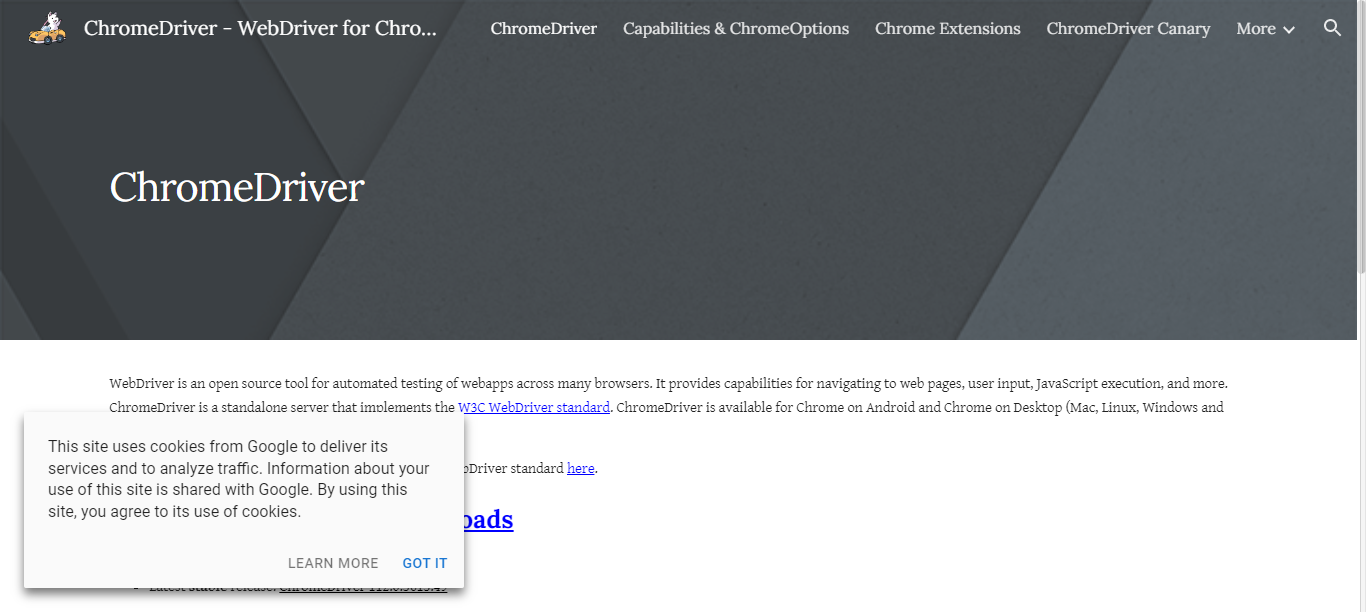 ChromeDriver - WebDriver for Chro...
ChromeDriver
Capabilities & ChromeOptions
Chrome Extensions
ChromeDriver Canary
More
ChromeDriver
WebDriver is an open source tool for automated testing of webapps across many browsers. It provides capabilities for navigating to web pages, user input, JavaScript execution, and more.
ChromeDriver is a standalone server that implements the W3C WebDriver standard. ChromeDriver is available for Chrome on Android and Chrome on Desktop (Mac, Linux, Windows and
bDriver standard here.
oads
This site uses cookies from Google to deliver its
services and to analyze traffic. Information about your
use of this site is shared with Google. By using this
site, you agree to its use of cookies.
LEARN MORE
GOT IT
Latest stable release: ChromeDriver 112.0.5615.49